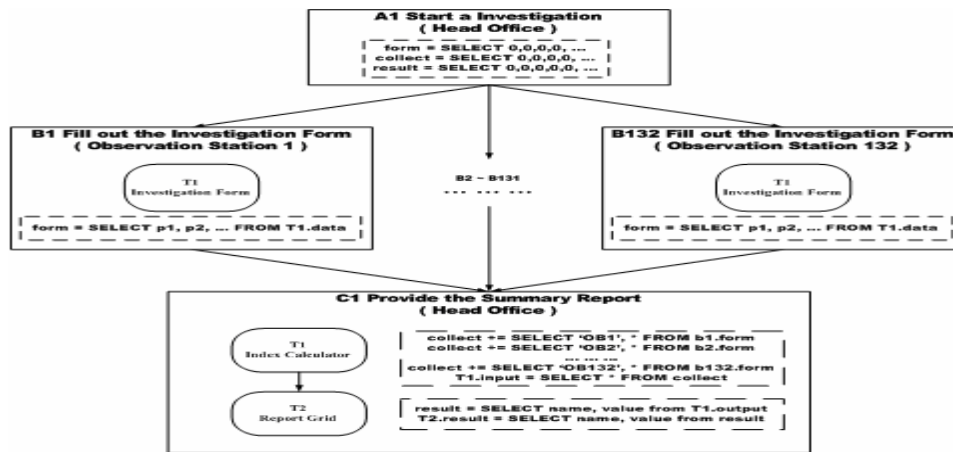 A1 Start a Investigation
( Head Office )
form = SELECT 0,0,0,0, ...
collect = SELECT 0,0,0,0, ...
result = SELECT 0,0,0,0,0, ...
B1 Fill out the Investigation Form
( Observation Station 1 )
T1
Investigation Form
form = SELECT p1, p2, ... FROM T1.data
B2 ~ B131
... ... ...
B132 Fill out the Investigation Form
( Observation Station 132 )
T1
Investigation Form
form = SELECT p1, p2, ... FROM T1.data
C1 Provide the Summary Report
( Head Office )
T1
Index Calculator
T2
Report Grid
collect += SELECT ‘OB1’, * FROM b1.form
collect += SELECT ‘OB2’, * FROM b2.form
... ... ...
collect += SELECT ‘OB132’, * FROM b132.form
T1.input = SELECT * FROM collect
result = SELECT name, value from T1.output
T2.result = SELECT name, value from result